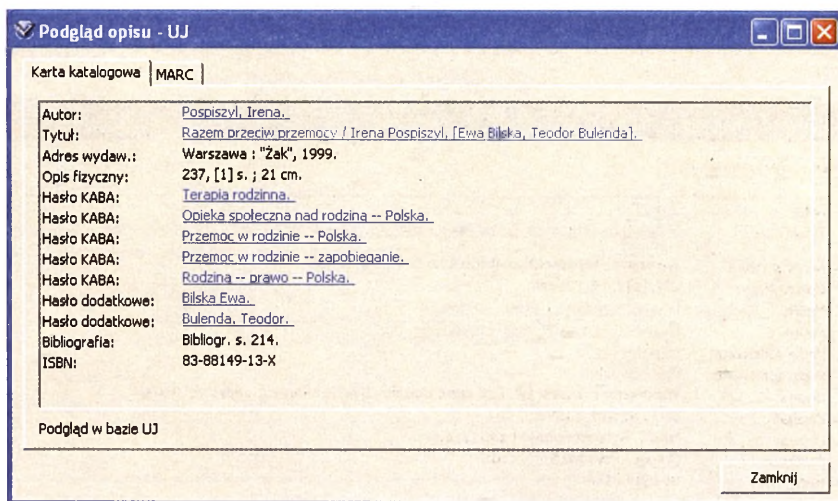 Podgląd opisu - UJ
Karta katalogowa MARC
Autor: Pospiszyl, Irena.
Tytuł: Razem przeciw przemocy / Irena Pospiszyl, [Ewa Bilska, Teodor Bulenda].
Adres wydaw.: Warszawa : "Żak", 1999.
Opis fizyczny: 237, [1] s. ; 21 cm.
Hasło KABA: Terapia rodzinna.
Hasło KABA: Opieka społeczna nad rodziną -- Polska.
Hasło KABA: Przemoc w rodzinie -- Polska.
Hasło KABA: Przemoc w rodzinie -- zapobieganie.
Hasło KABA: Rodzina -- prawo -- Polska.
Hasło dodatkowe: Bilska Ewa.
Hasło dodatkowe: Bulenda, Teodor.
Bibliografia: Bibliogr. s. 214.
ISBN: 83-88149-13-X
Podgląd w bazie UJ
Zamknij